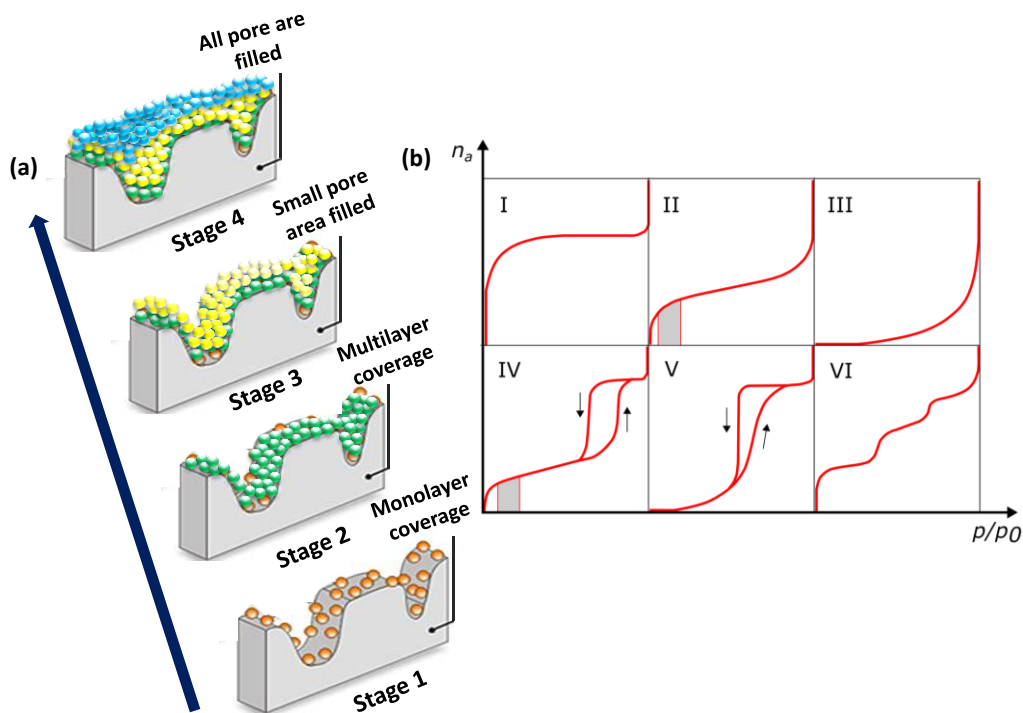 (a)
All pore are
filled
Stage 4
Small pore
area filled
Stage 3
Multilayer
coverage
Stage 2
Monolayer
coverage
Stage 1
(b)
na
I
II
III
IV
V
VI
p/p0